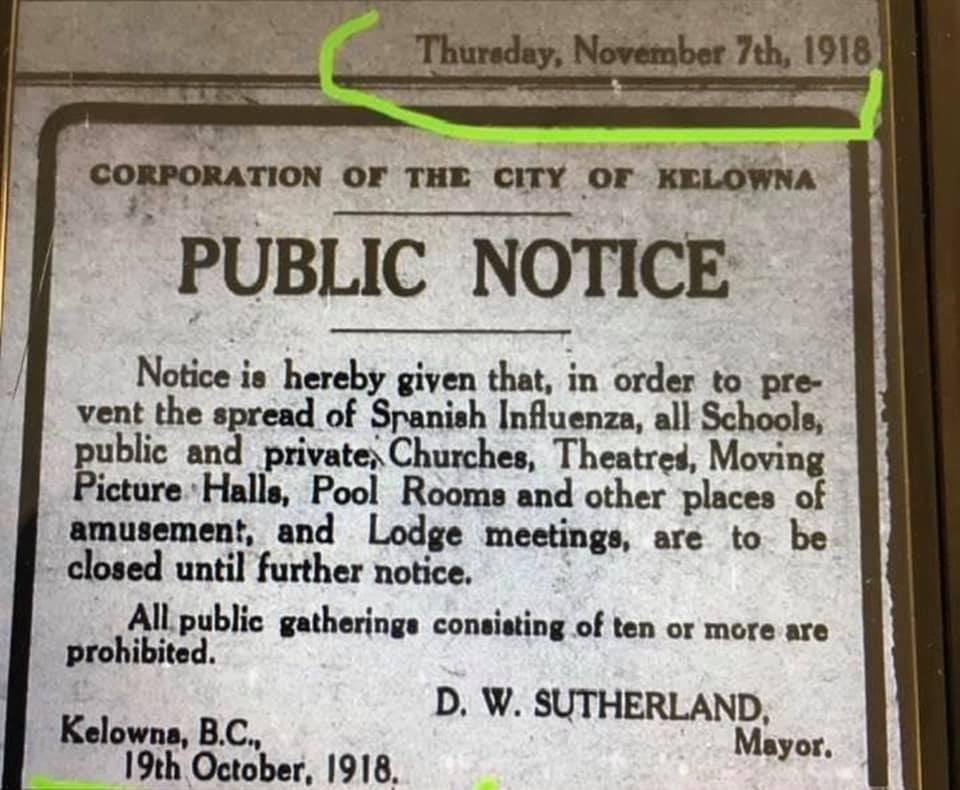 Thursday, November 7th, 1918
CORPORATION OF THE CITY OF KELOWNA
PUBLIC NOTICE
Notice is hereby given that, in order to pre-
vent the spread of Spanish Influenza, all Schools,
public and private, Churches, Theatres, Moving
Picture Halls, Pool Rooms and other places of
amusement, and Lodge meetings, are to be
closed until further notice.
All public gatherings consisting of ten or more are
prohibited.
D. W. SUTHERLAND,
Mayor.
Kelowna, B.C.,
19th October, 1918.